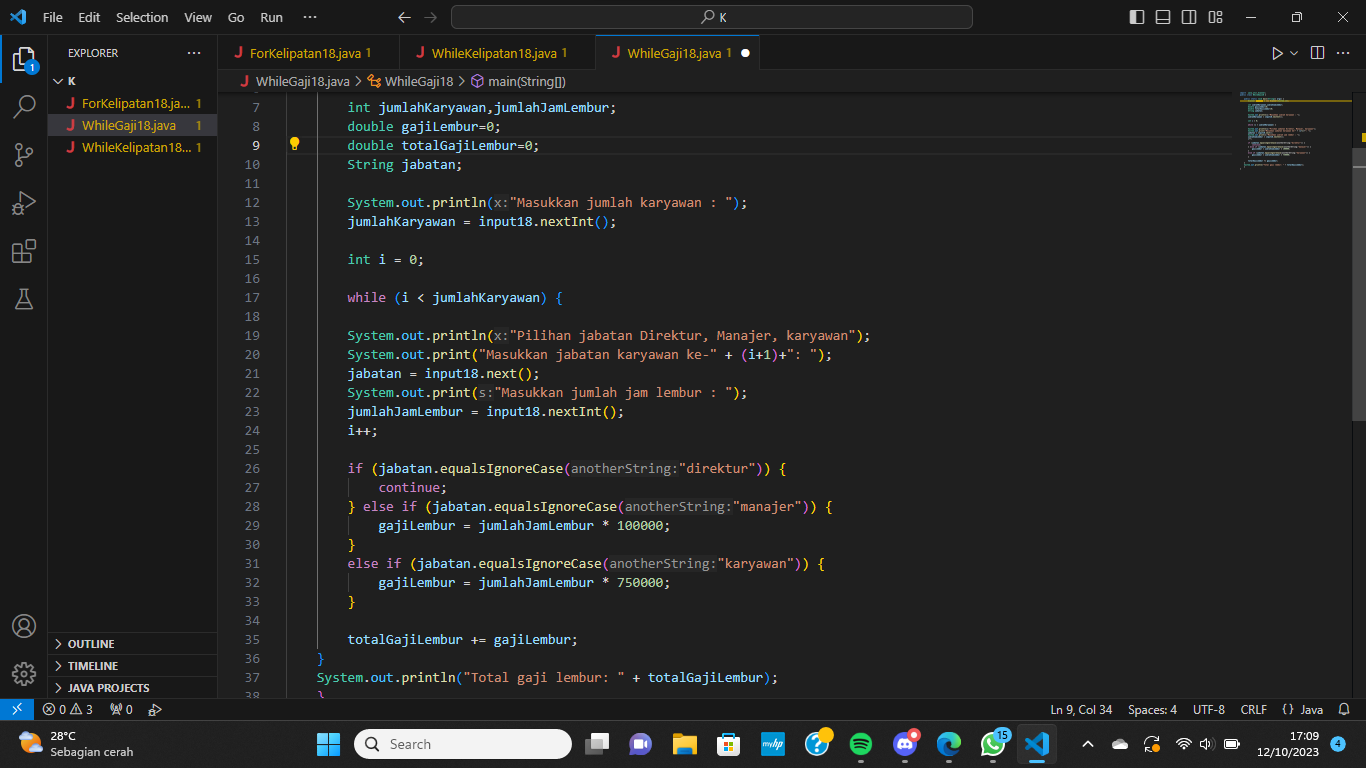 File Edit Selection View Go Run ··· K
EXPLORER ···
K
ForKelipatan18.ja... 1
WhileGaji18.java 1
WhileKelipatan18... 1
OUTLINE
TIMELINE
JAVA PROJECTS
ForKelipatan18.java 1 WhileKelipatan18.java 1 WhileGaji18.java 1
WhileGaji18.java > WhileGaji18 > main(String[])
7 int jumlahKaryawan,jumlahJamLembur;
8 double gajiLembur=0;
9 double totalGajiLembur=0;
10 String jabatan;
11
12 System.out.println(x:"Masukkan jumlah karyawan : ");
13 jumlahKaryawan = input18.nextInt();
14
15 int i = 0;
16
17 while (i < jumlahKaryawan) {
18
19 System.out.println(x:"Pilihan jabatan Direktur, Manajer, karyawan");
20 System.out.print("Masukkan jabatan karyawan ke-" + (i+1)+": ");
21 jabatan = input18.next();
22 System.out.print(s:"Masukkan jumlah jam lembur : ");
23 jumlahJamLembur = input18.nextInt();
24 i++;
25
26 if (jabatan.equalsIgnoreCase(anotherString:"direktur")) {
27 continue;
28 } else if (jabatan.equalsIgnoreCase(anotherString:"manajer")) {
29 gajiLembur = jumlahJamLembur * 100000;
30 }
31 else if (jabatan.equalsIgnoreCase(anotherString:"karyawan")) {
32 gajiLembur = jumlahJamLembur * 750000;
33 }
34
35 totalGajiLembur += gajiLembur;
36 }
37 System.out.println("Total gaji lembur: " + totalGajiLembur);
38 }
1
0 3 0 Ln 9, Col 34 Spaces: 4 UTF-8 CRLF {} Java
28°C
Sebagian cerah
Search
myhp
15
17:09
12/10/2023
4